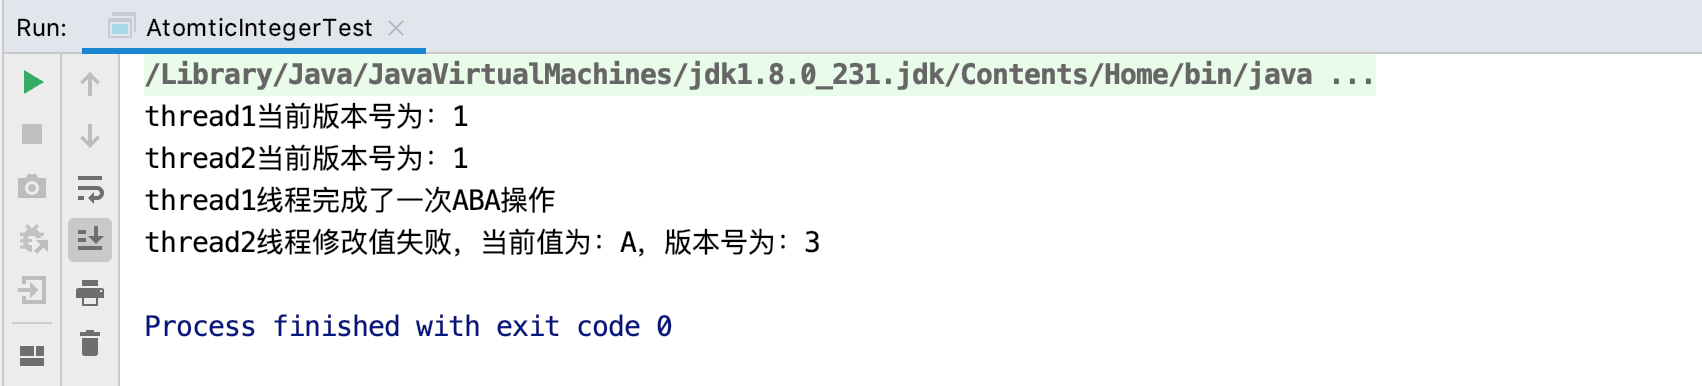 Run: AtomticIntegerTest
/Library/Java/JavaVirtualMachines/jdk1.8.0_231.jdk/Contents/Home/bin/java ...
thread1当前版本号为：1
thread2当前版本号为：1
thread1线程完成了一次ABA操作
thread2线程修改值失败，当前值为：A，版本号为：3
Process finished with exit code 0